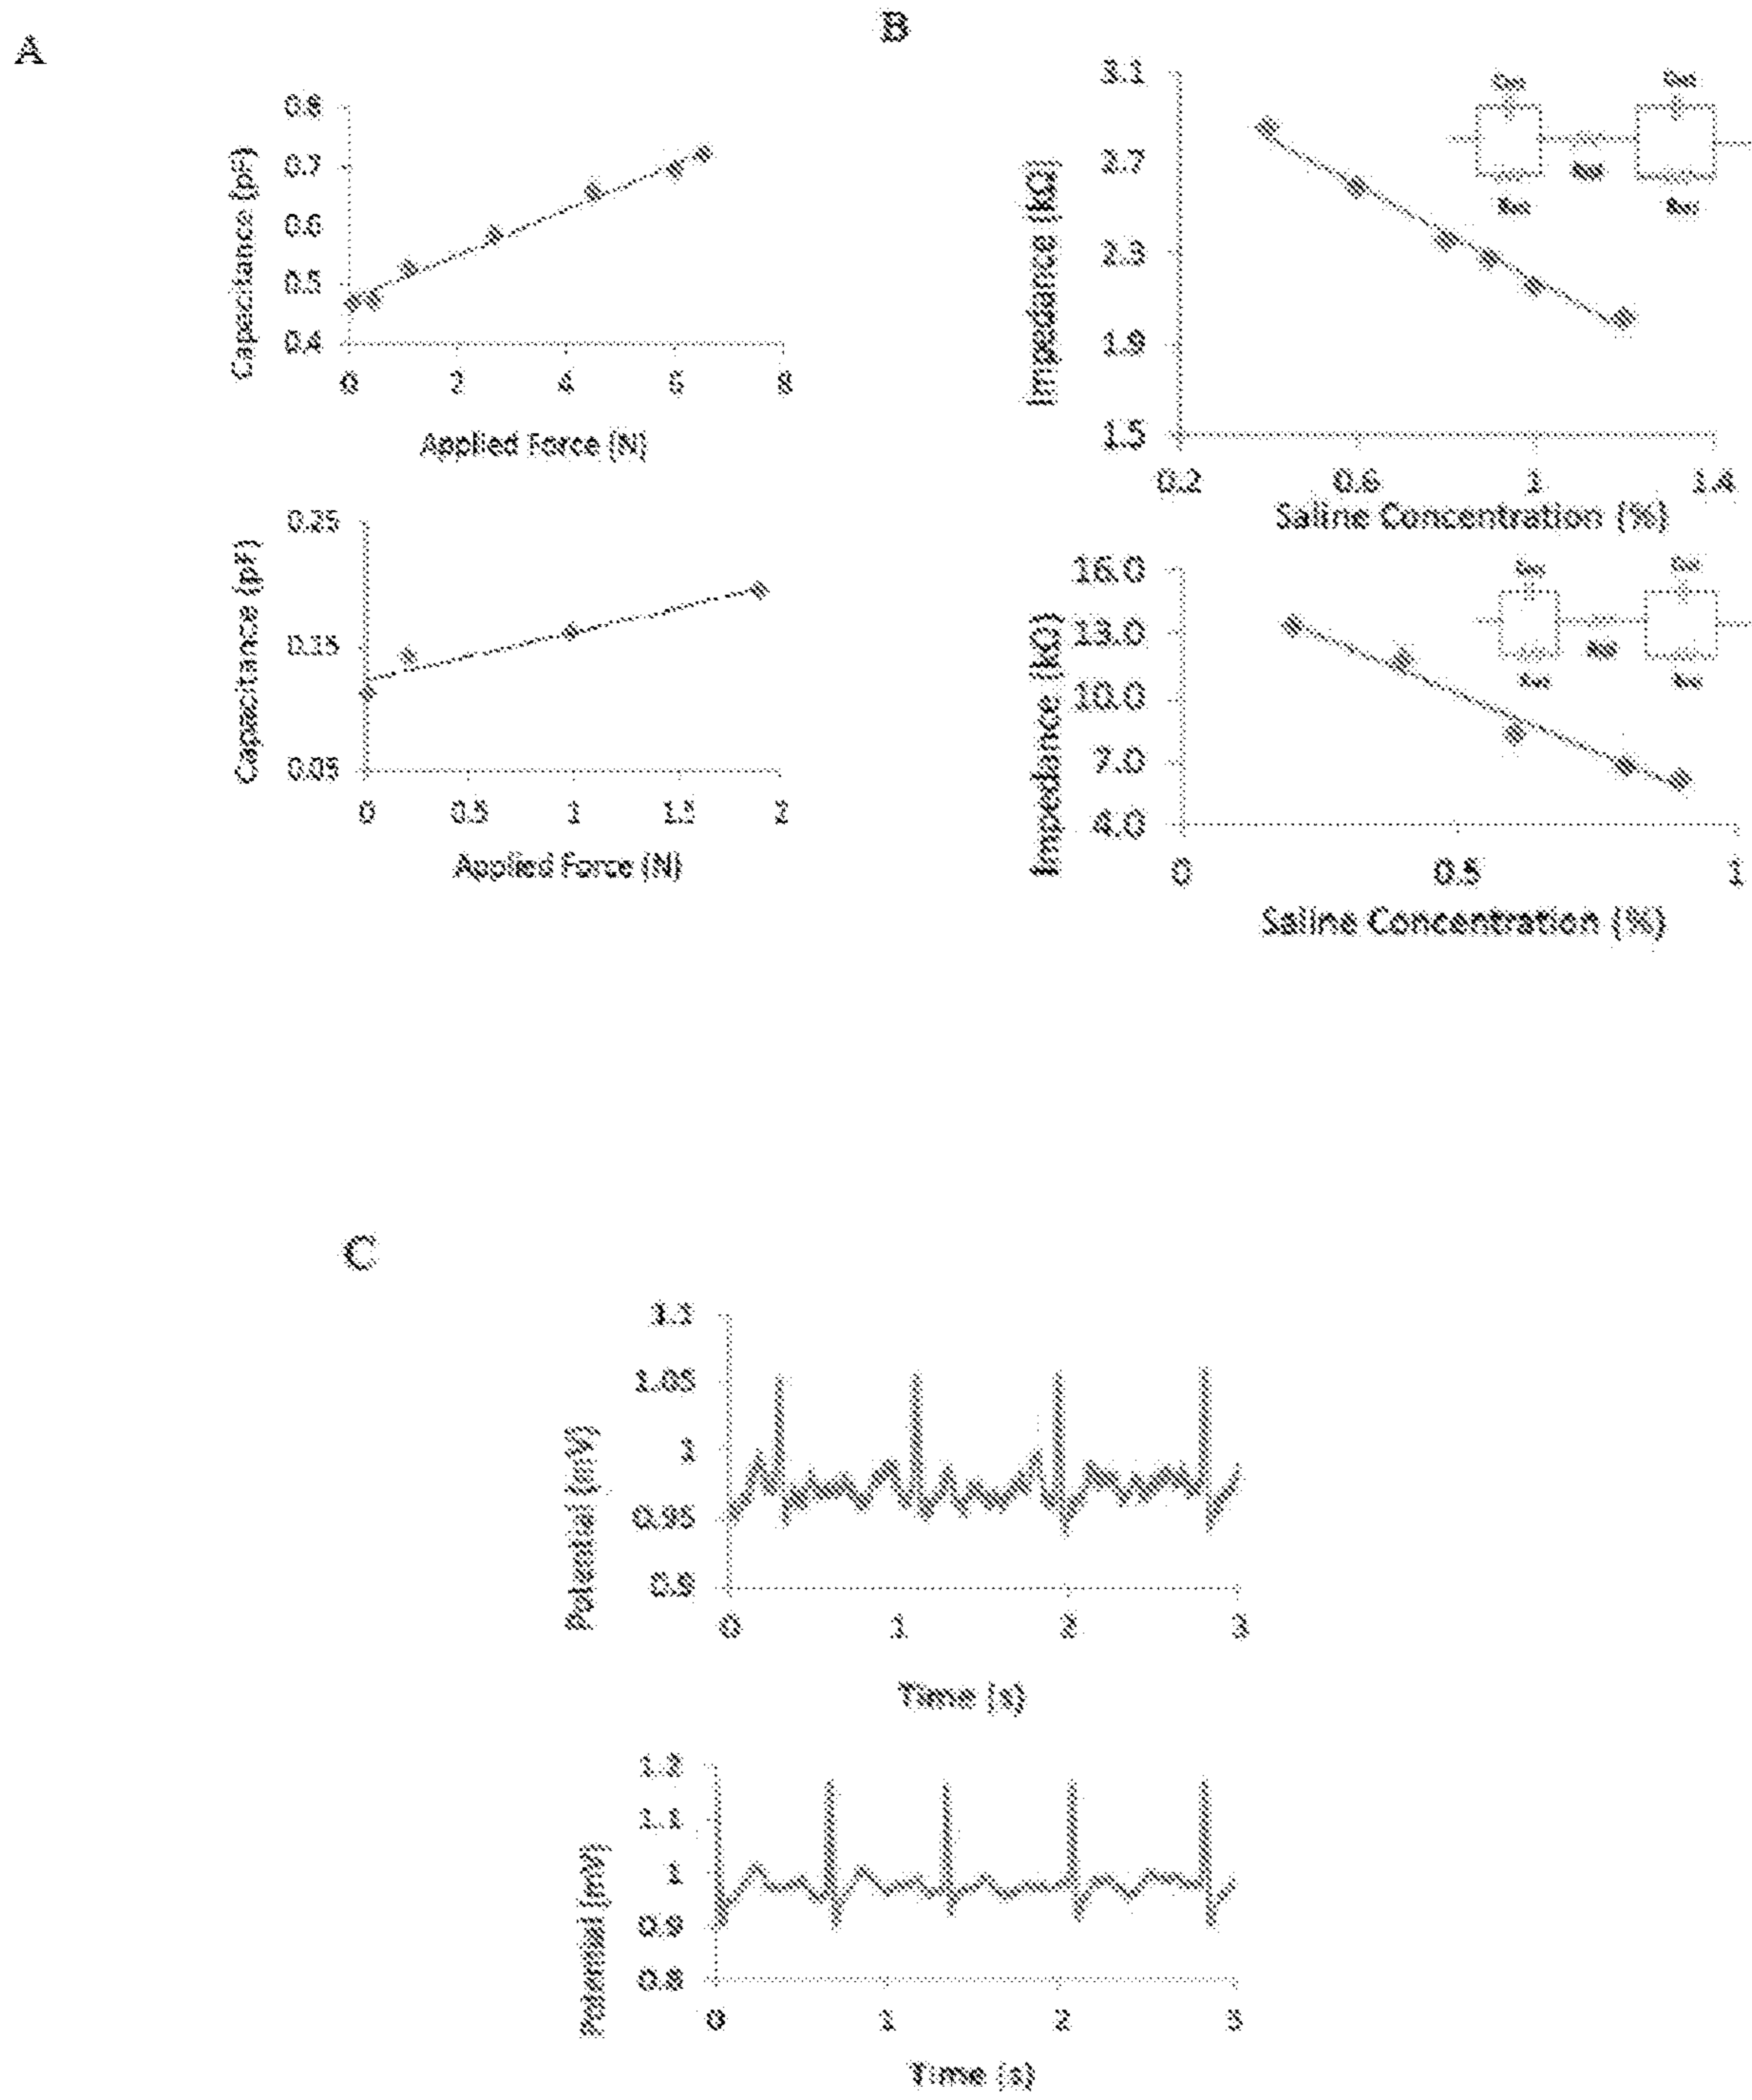 A
0.8
0.7
0.6
0.5
0.4
Capacitance (pF)
0 2 4 6 8
Applied Force (N)
0.25
0.15
0.05
Capacitance (pF)
0 0.5 1 1.5 2
Applied Force (N)
B
3.1
2.7
2.3
1.9
1.5
Impedance (kΩ)
0.2 0.6 1 1.4
Saline Concentration (%)
16.0
13.0
10.0
7.0
4.0
Impedance (kΩ)
0 0.5 1
Saline Concentration (%)
C
1.1
1.05
1
0.95
0.9
Potential (mV)
0 1 2 3
Time (s)
1.2
1.1
1
0.9
0.8
Potential (mV)
0 1 2 3
Time (s)